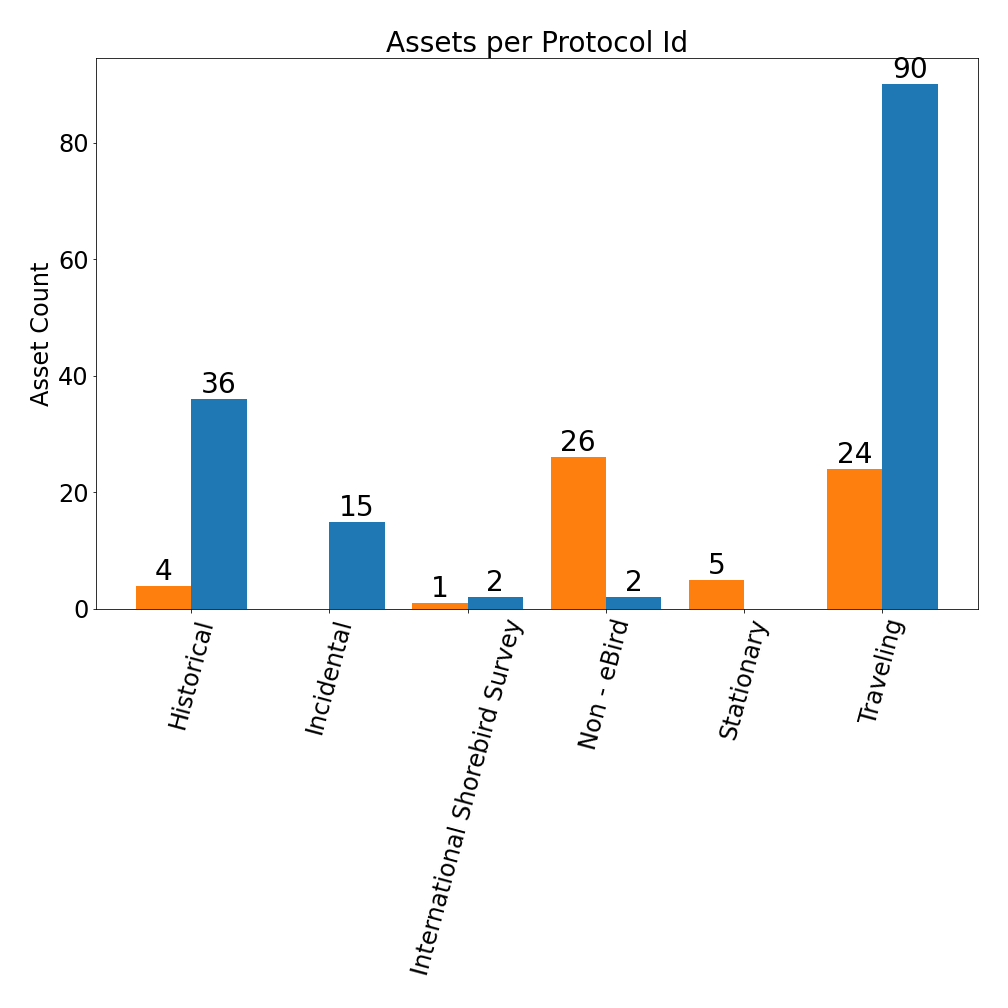 Assets per Protocol Id
Asset Count
80
60
40
20
0
4
36
15
1
2
26
2
5
24
90
Historical
Incidental
International Shorebird Survey
Non - eBird
Stationary
Traveling